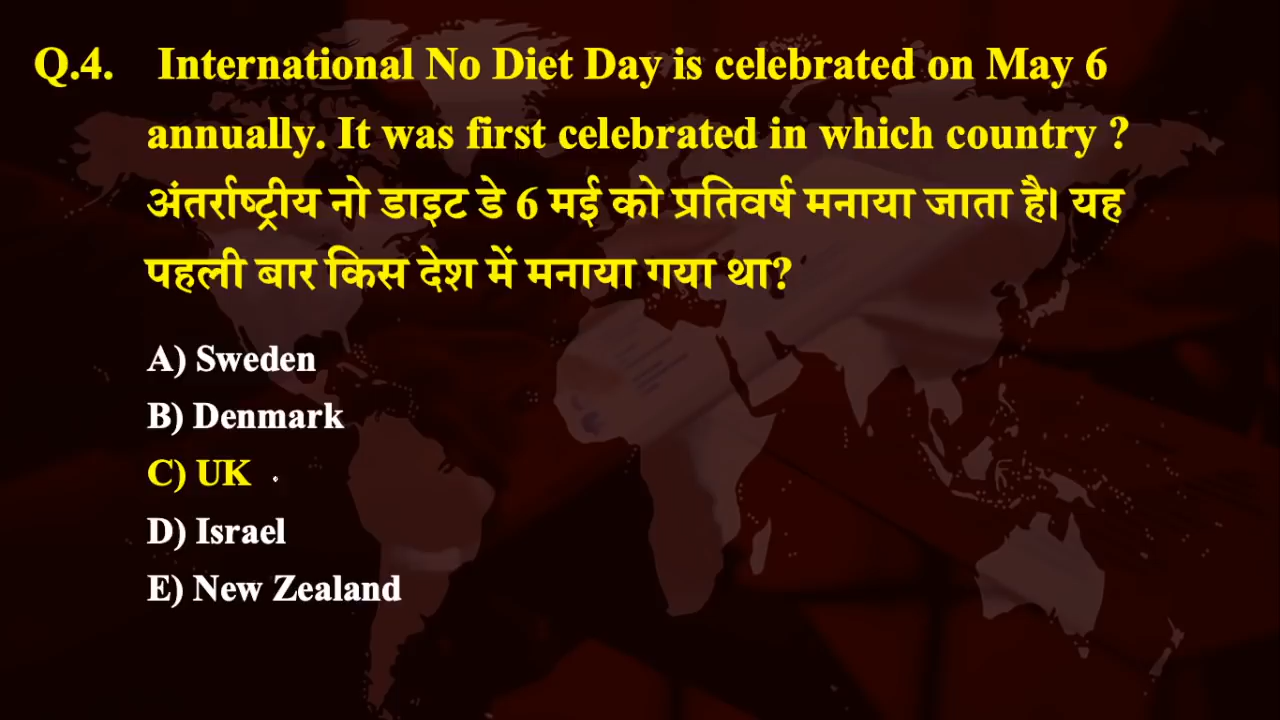 Q.4. International No Diet Day is celebrated on May 6
annually. It was first celebrated in which country ?
अंतर्राष्ट्रीय नो डाइट डे 6 मई को प्रतिवर्ष मनाया जाता है। यह
पहली बार किस देश में मनाया गया था?
A) Sweden
B) Denmark
C) UK
D) Israel
E) New Zealand